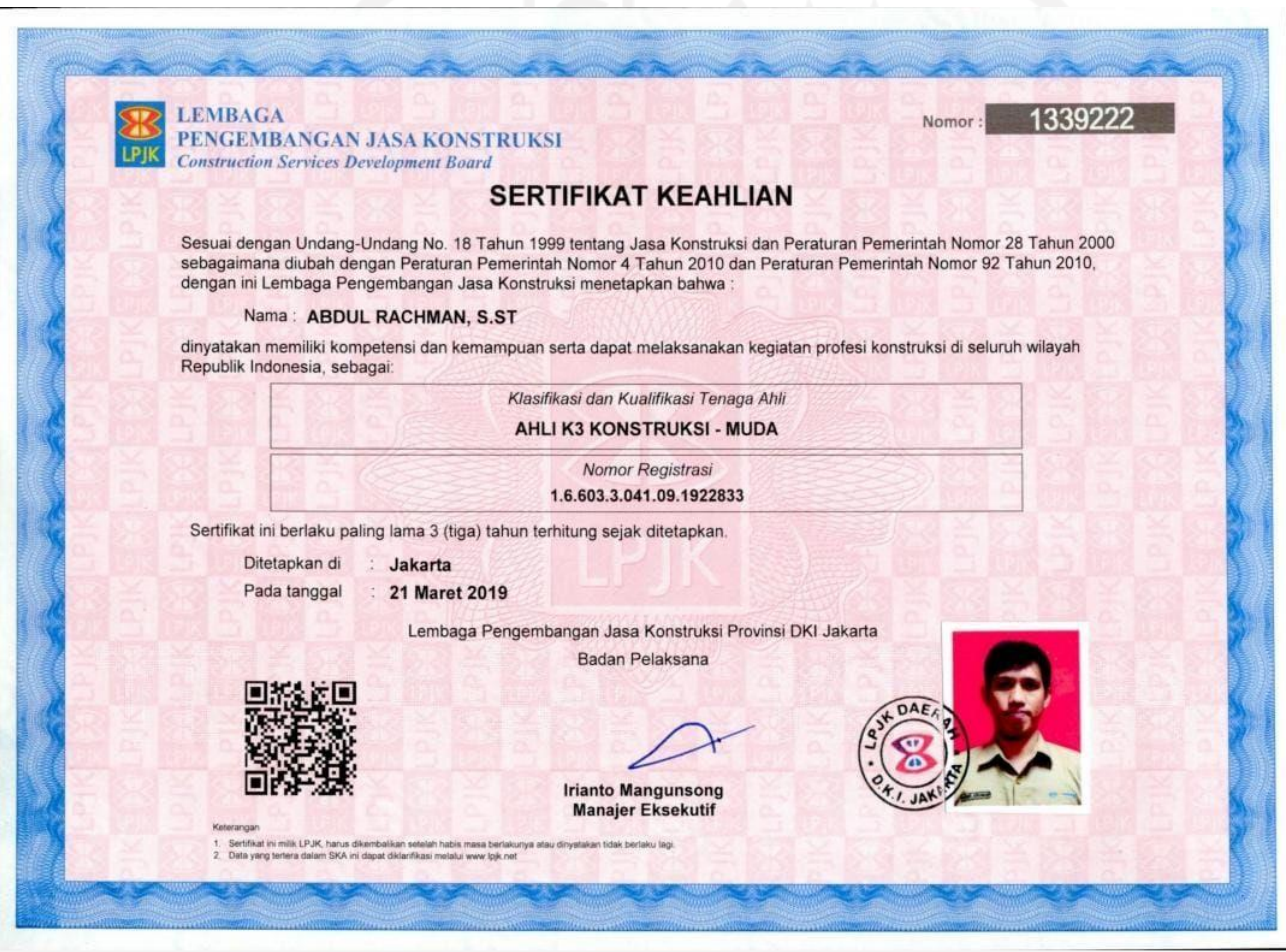 LEMBAGA
PENGEMBANGAN JASA KONSTRUKSI
Construction Services Development Board
LPJK
Nomor : 1339222
SERTIFIKAT KEAHLIAN
Sesuai dengan Undang-Undang No. 18 Tahun 1999 tentang Jasa Konstruksi dan Peraturan Pemerintah Nomor 28 Tahun 2000
sebagaimana diubah dengan Peraturan Pemerintah Nomor 4 Tahun 2010 dan Peraturan Pemerintah Nomor 92 Tahun 2010,
dengan ini Lembaga Pengembangan Jasa Konstruksi menetapkan bahwa :
Nama : ABDUL RACHMAN, S.ST
dinyatakan memiliki kompetensi dan kemampuan serta dapat melaksanakan kegiatan profesi konstruksi di seluruh wilayah
Republik Indonesia, sebagai:
Klasifikasi dan Kualifikasi Tenaga Ahli
AHLI K3 KONSTRUKSI - MUDA
Nomor Registrasi
1.6.603.3.041.09.1922833
Sertifikat ini berlaku paling lama 3 (tiga) tahun terhitung sejak ditetapkan.
Ditetapkan di : Jakarta
Pada tanggal : 21 Maret 2019
LPJK
Lembaga Pengembangan Jasa Konstruksi Provinsi DKI Jakarta
Badan Pelaksana
LPJK DAERAH
D.K.I. JAKARTA
Irianto Mangunsong
Manajer Eksekutif
Keterangan
1. Sertifikat ini milik LPJK, harus dikembalikan setelah habis masa berlakunya atau dinyatakan tidak berlaku lagi.
2. Data yang tertera dalam SKA ini dapat diklarifikasi melalui www.lpjk.net